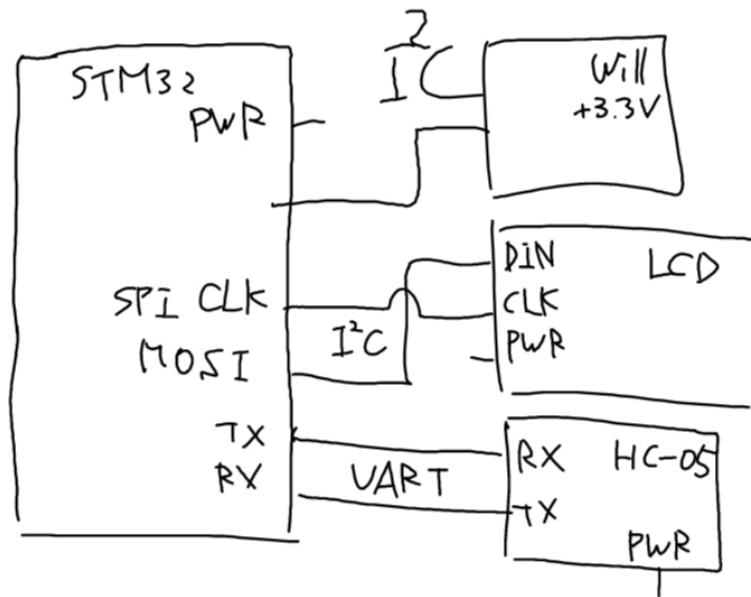 STM32
PWR
SPI CLK
MOSI
TX
RX
I²C
Will
+3.3V
I²C
DIN
LCD
CLK
PWR
UART
RX
HC-05
TX
PWR